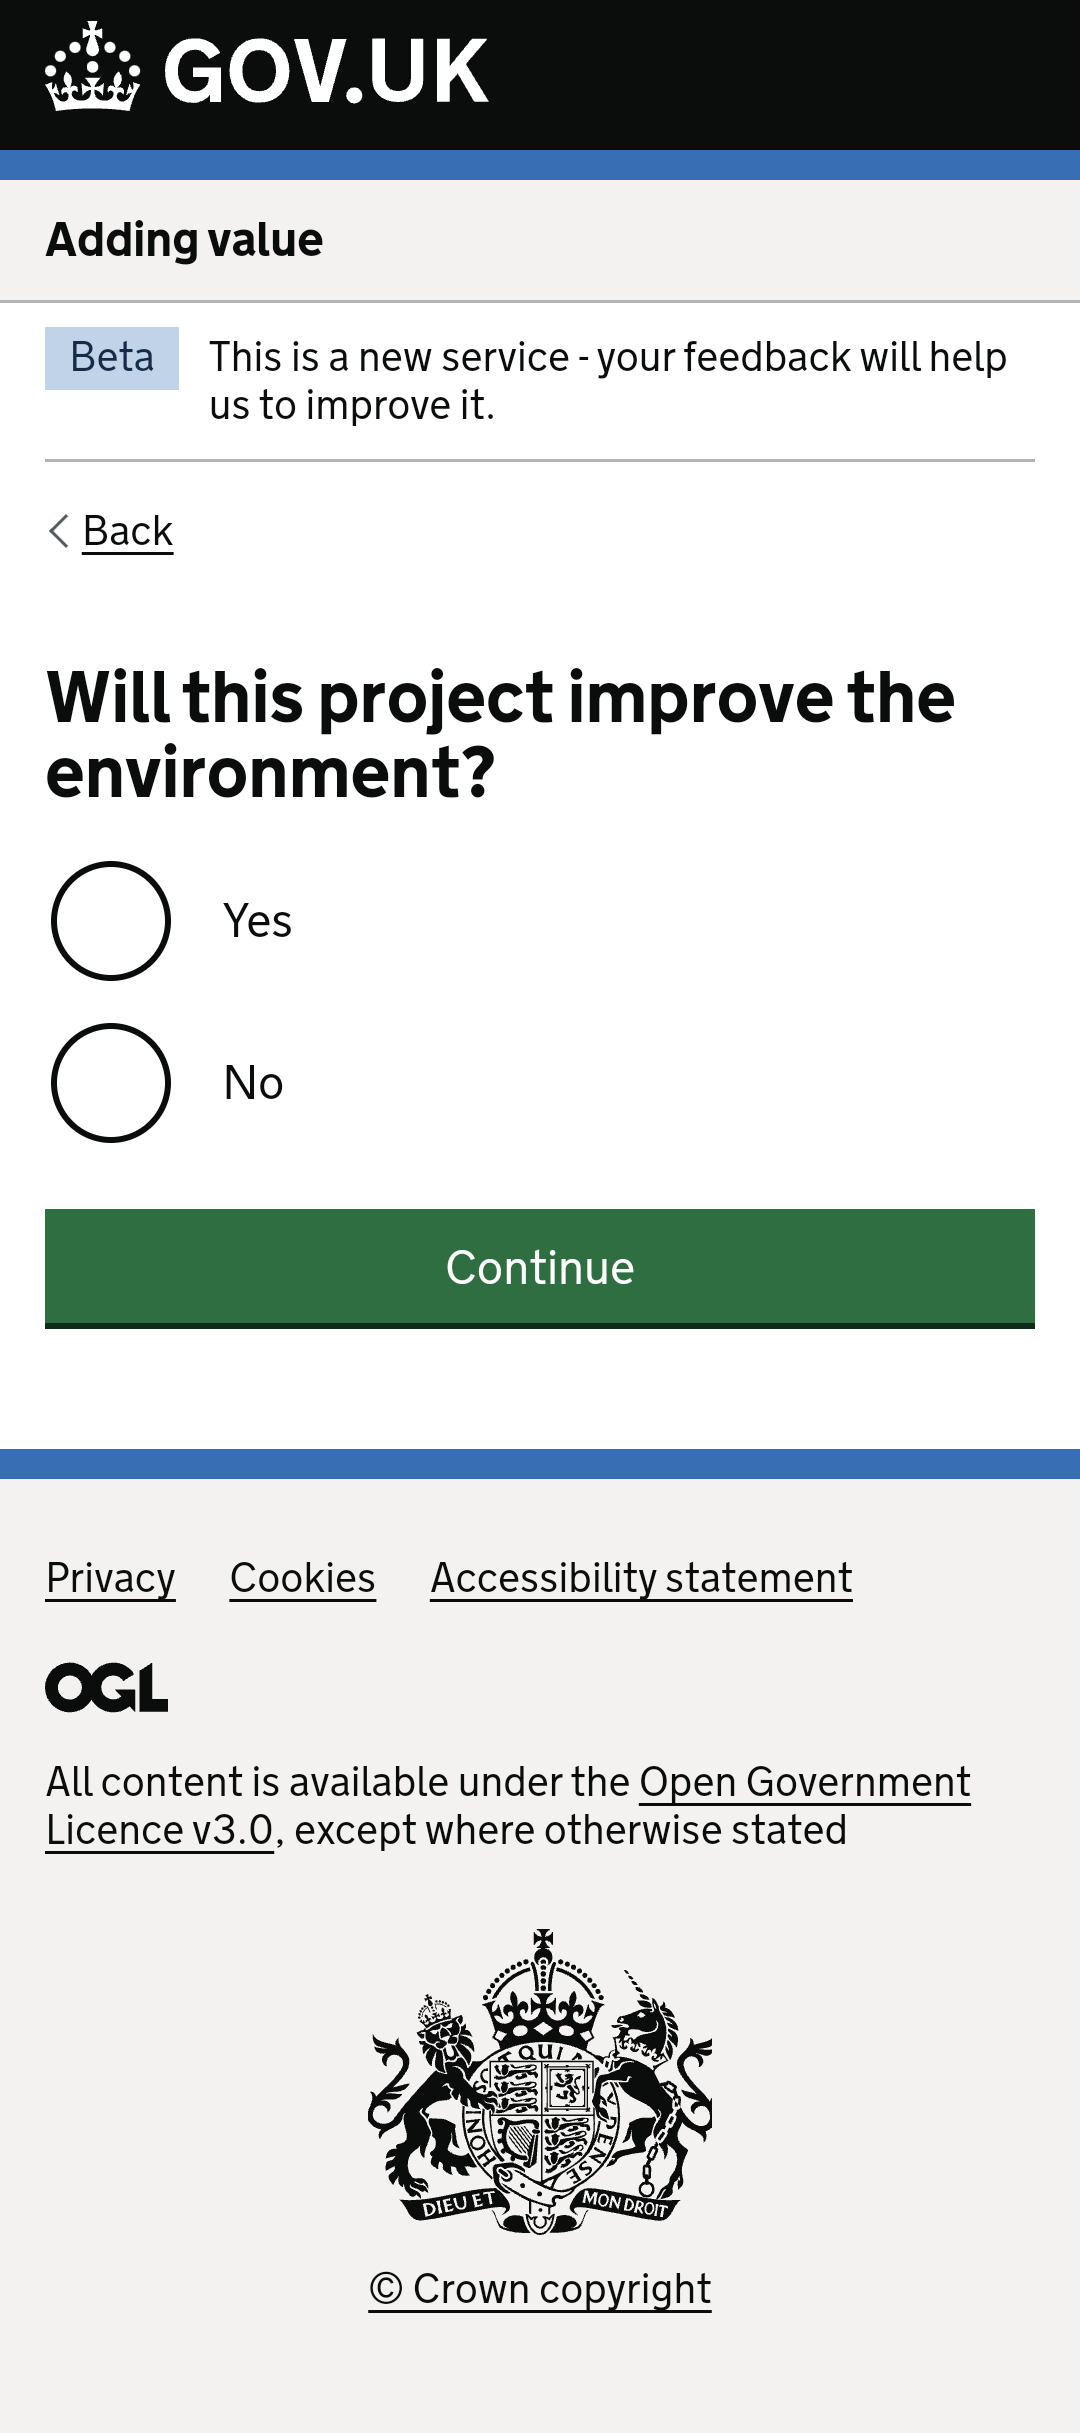 GOV.UK
Adding value
Beta
This is a new service - your feedback will help
us to improve it.
Back
Will this project improve the
environment?
Yes
No
Continue
Privacy Cookies Accessibility statement
OGL
All content is available under the Open Government
Licence v3.0, except where otherwise stated
QUI
HONI
PENSE
DIEU ET MON DROIT
© Crown copyright